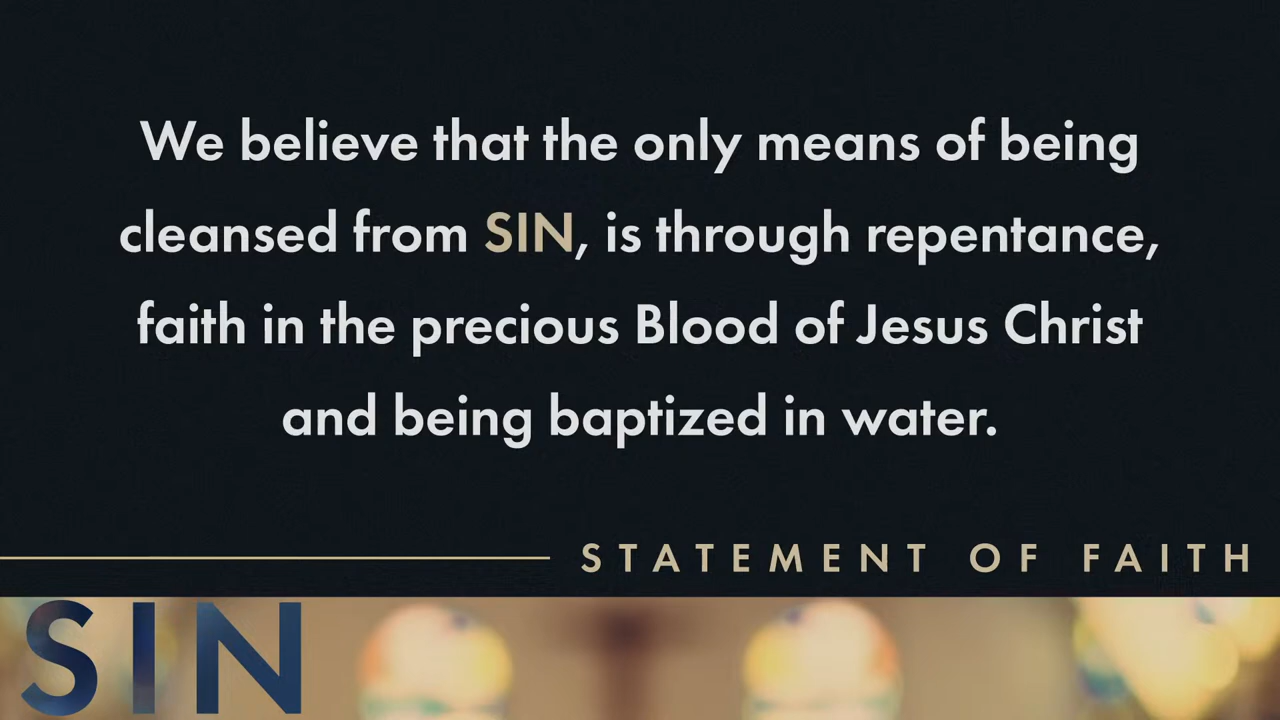 We believe that the only means of being
cleansed from SIN, is through repentance,
faith in the precious Blood of Jesus Christ
and being baptized in water.
STATEMENT OF FAITH
SIN